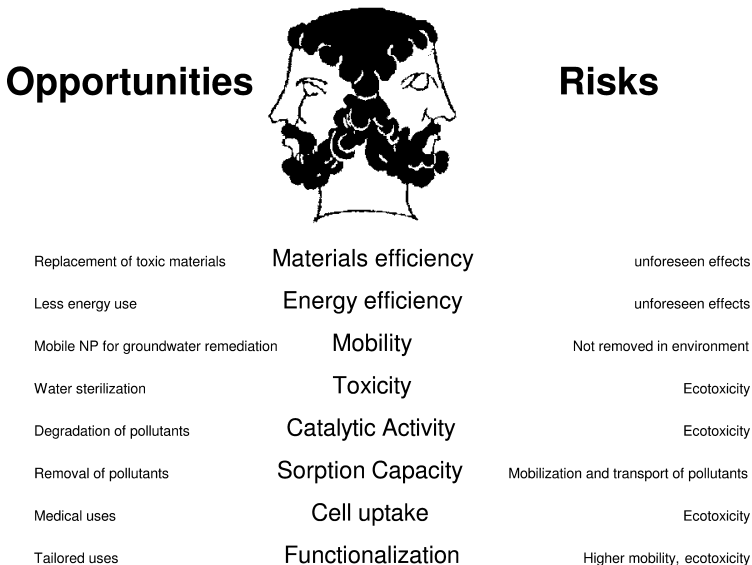 Opportunities Risks
Replacement of toxic materials Materials efficiency unforeseen effects
Less energy use Energy efficiency unforeseen effects
Mobile NP for groundwater remediation Mobility Not removed in environment
Water sterilization Toxicity Ecotoxicity
Degradation of pollutants Catalytic Activity Ecotoxicity
Removal of pollutants Sorption Capacity Mobilization and transport of pollutants
Medical uses Cell uptake Ecotoxicity
Tailored uses Functionalization Higher mobility, ecotoxicity